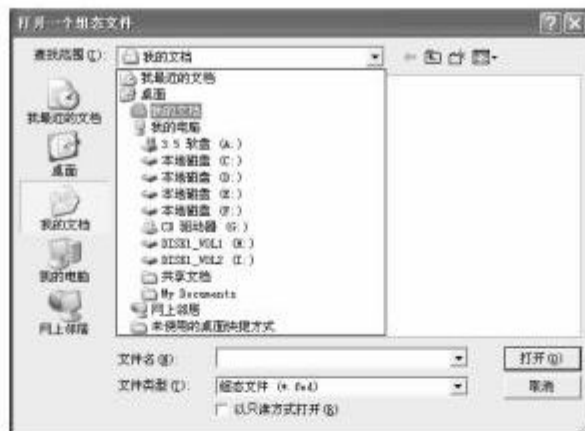 打开一个组态文件
查找范围(I):
我的文档
我最近的文档
桌面
我的文档
我的电脑
3.5 软盘 (A:)
本地磁盘 (C:)
本地磁盘 (D:)
本地磁盘 (E:)
本地磁盘 (F:)
CD 驱动器 (G:)
DISK1_VOL1 (H:)
DISK1_VOL2 (I:)
共享文档
My Documents
网上邻居
未使用的桌面快捷方式
我最近的文档
桌面
我的文档
我的电脑
网上邻居
文件名(N):
打开(O)
文件类型(T):
组态文件 (*.fwd)
取消
以只读方式打开(R)